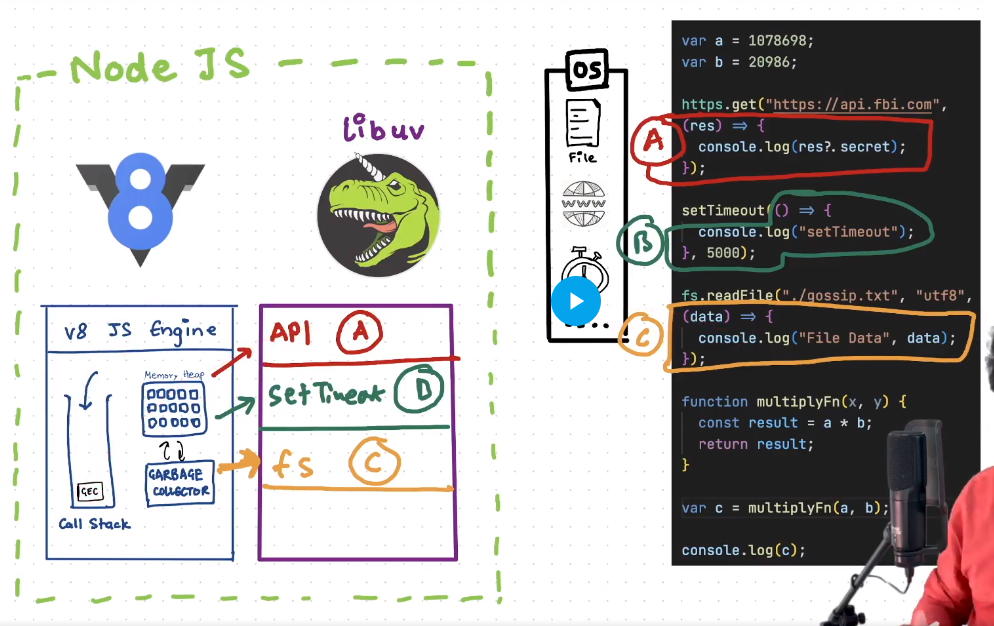 Node JS
libuv
8
V8 JS Engine
Memory Heap
GARBAGE
COLLECTOR
GEC
Call Stack
API A
setTimeout B
fs C
OS
File
WWW
A
B
C
var a = 1078698;
var b = 20986;
https.get("https://api.fbi.com",
(res) => {
console.log(res?.secret);
});
setTimeout(() => {
console.log("setTimeout");
}, 5000);
fs.readFile("./gossip.txt", "utf8",
(data) => {
console.log("File Data", data);
});
function multiplyFn(x, y) {
const result = a * b;
return result;
}
var c = multiplyFn(a, b);
console.log(c);